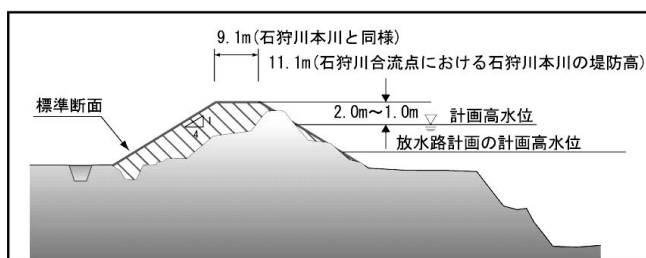 9.1m(石狩川本川と同様)
11.1m(石狩川合流点における石狩川本川の堤防高)
標準断面
2.0m～1.0m
計画高水位
放水路計画の計画高水位
1
4